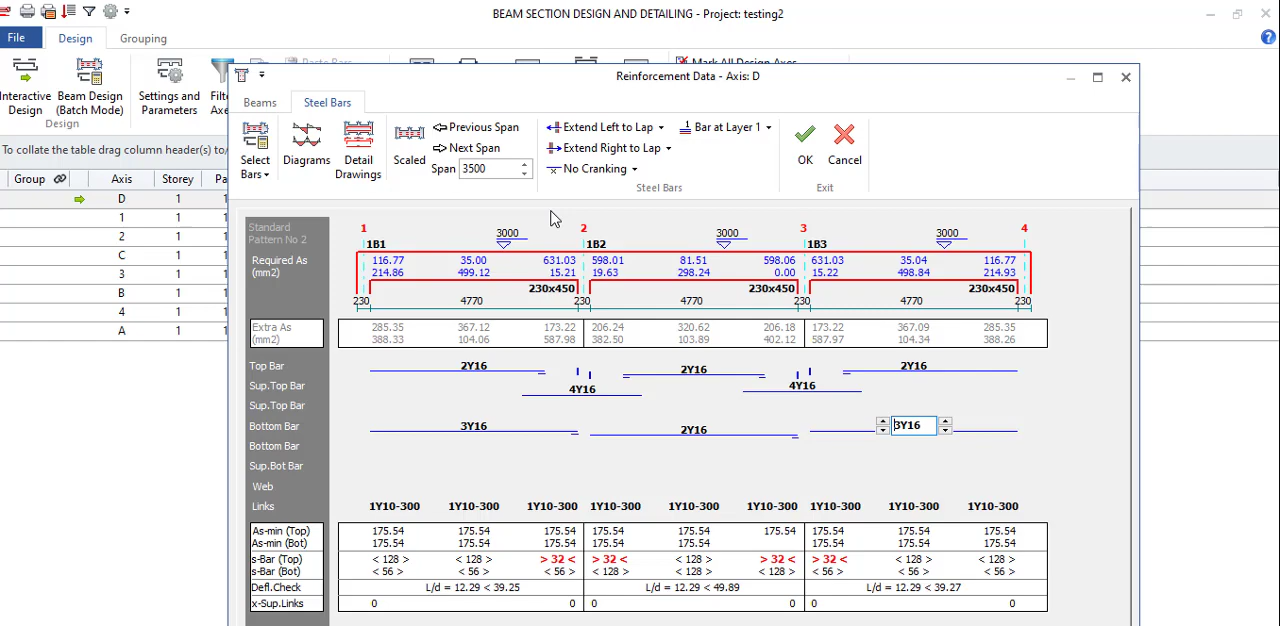 BEAM SECTION DESIGN AND DETAILING - Project: testing2
File Design Grouping
Paste Bars Mark All Design Axes
Interactive Design
Beam Design (Batch Mode)
Settings and Parameters
Design
To collate the table drag column header(s) to/
Group Axis Storey
D 1
1 1
2 1
C 1
3 1
B 1
4 1
A 1
Reinforcement Data - Axis: D
Beams Steel Bars
Select Bars
Diagrams
Detail Drawings
Scaled
Previous Span
Next Span
Span 3500
Extend Left to Lap
Extend Right to Lap
No Cranking
Bar at Layer 1
Steel Bars
OK
Cancel
Exit
Standard
Pattern No 2
1 2 3 4
1B1 3000 1B2 3000 1B3 3000
Required As 116.77 35.00 631.03 598.01 81.51 598.06 631.03 35.04 116.77
(mm2) 214.86 499.12 15.21 19.63 298.24 0.00 15.22 498.84 214.93
230x450 230x450 230x450
230 4770 230 4770 230 4770 230
Extra As 285.35 367.12 173.22 206.24 320.62 206.18 173.22 367.09 285.35
(mm2) 388.33 104.06 587.98 382.50 103.89 402.12 587.97 104.34 388.26
Top Bar 2Y16 2Y16 2Y16
Sup.Top Bar 4Y16 4Y16
Sup.Top Bar
Bottom Bar 3Y16 2Y16 3Y16
Bottom Bar
Sup.Bot Bar
Web
Links 1Y10-300 1Y10-300 1Y10-300 1Y10-300 1Y10-300 1Y10-300 1Y10-300 1Y10-300 1Y10-300
As-min (Top) 175.54 175.54 175.54 175.54 175.54 175.54 175.54 175.54 175.54
As-min (Bot) 175.54 175.54 175.54 175.54 175.54 175.54 175.54 175.54
s-Bar (Top) < 128 > < 128 > > 32 < > 32 < < 128 > > 32 < > 32 < < 128 > < 128 >
s-Bar (Bot) < 56 > < 56 > < 56 > < 128 > < 128 > < 128 > < 56 > < 56 > < 56 >
Defl.Check L/d = 12.29 < 39.25 L/d = 12.29 < 49.89 L/d = 12.29 < 39.27
x-Sup.Links 0 0 0 0 0 0